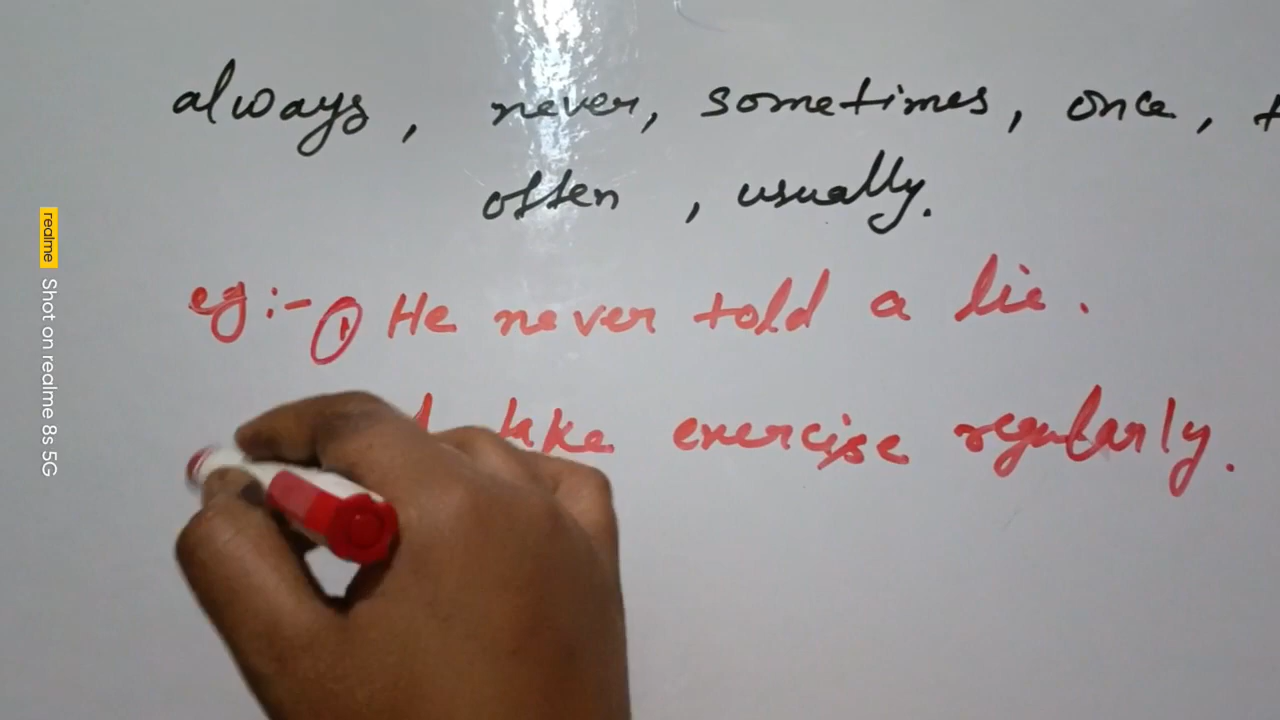 always, never, sometimes, once,
often, usually.
eg:- ① He never told a lie.
take exercise regularly.
realme Shot on realme 8s 5G